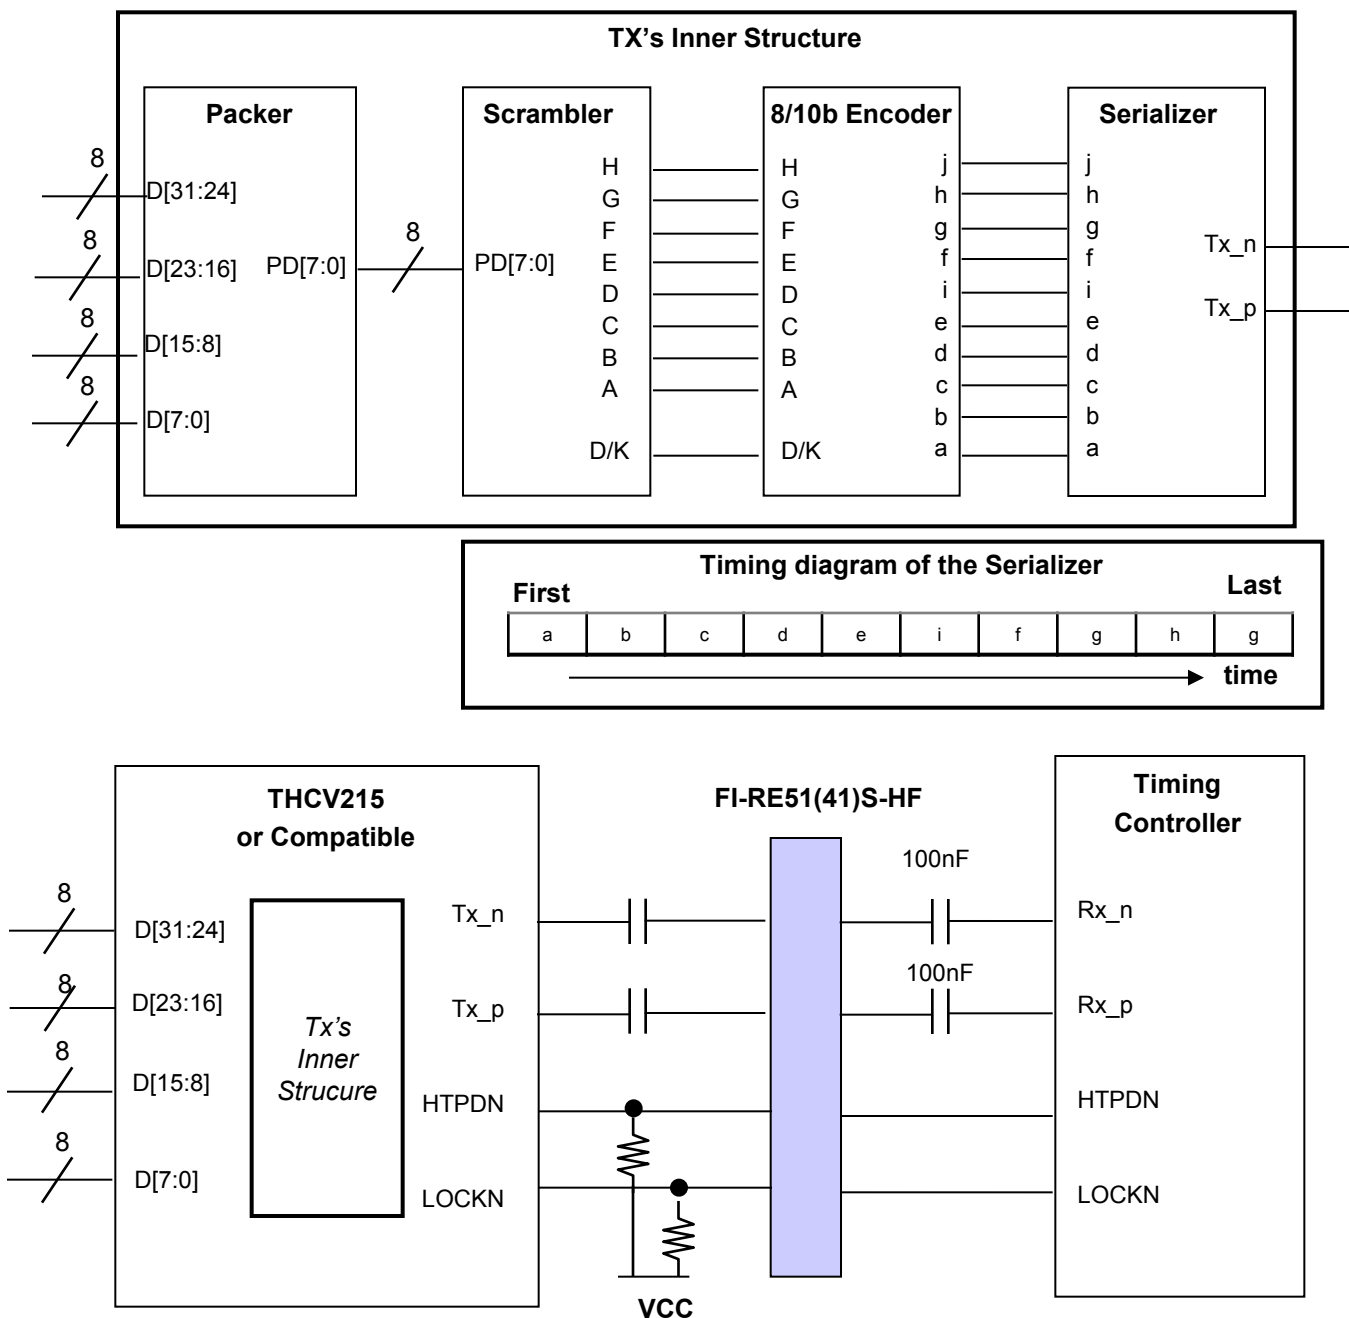 TX's Inner Structure
Packer
Scrambler
8/10b Encoder
Serializer
8
D[31:24]
8
D[23:16]
8
D[15:8]
8
D[7:0]
PD[7:0]
8
PD[7:0]
H
G
F
E
D
C
B
A
D/K
H
G
F
E
D
C
B
A
D/K
j
h
g
f
i
e
d
c
b
a
j
h
g
f
i
e
d
c
b
a
Tx_n
Tx_p
Timing diagram of the Serializer
First
Last
a b c d e i f g h g
time
THCV215
or Compatible
8
D[31:24]
8
D[23:16]
8
D[15:8]
8
D[7:0]
Tx's
Inner
Strucure
Tx_n
Tx_p
HTPDN
LOCKN
VCC
FI-RE51(41)S-HF
100nF
100nF
Timing
Controller
Rx_n
Rx_p
HTPDN
LOCKN